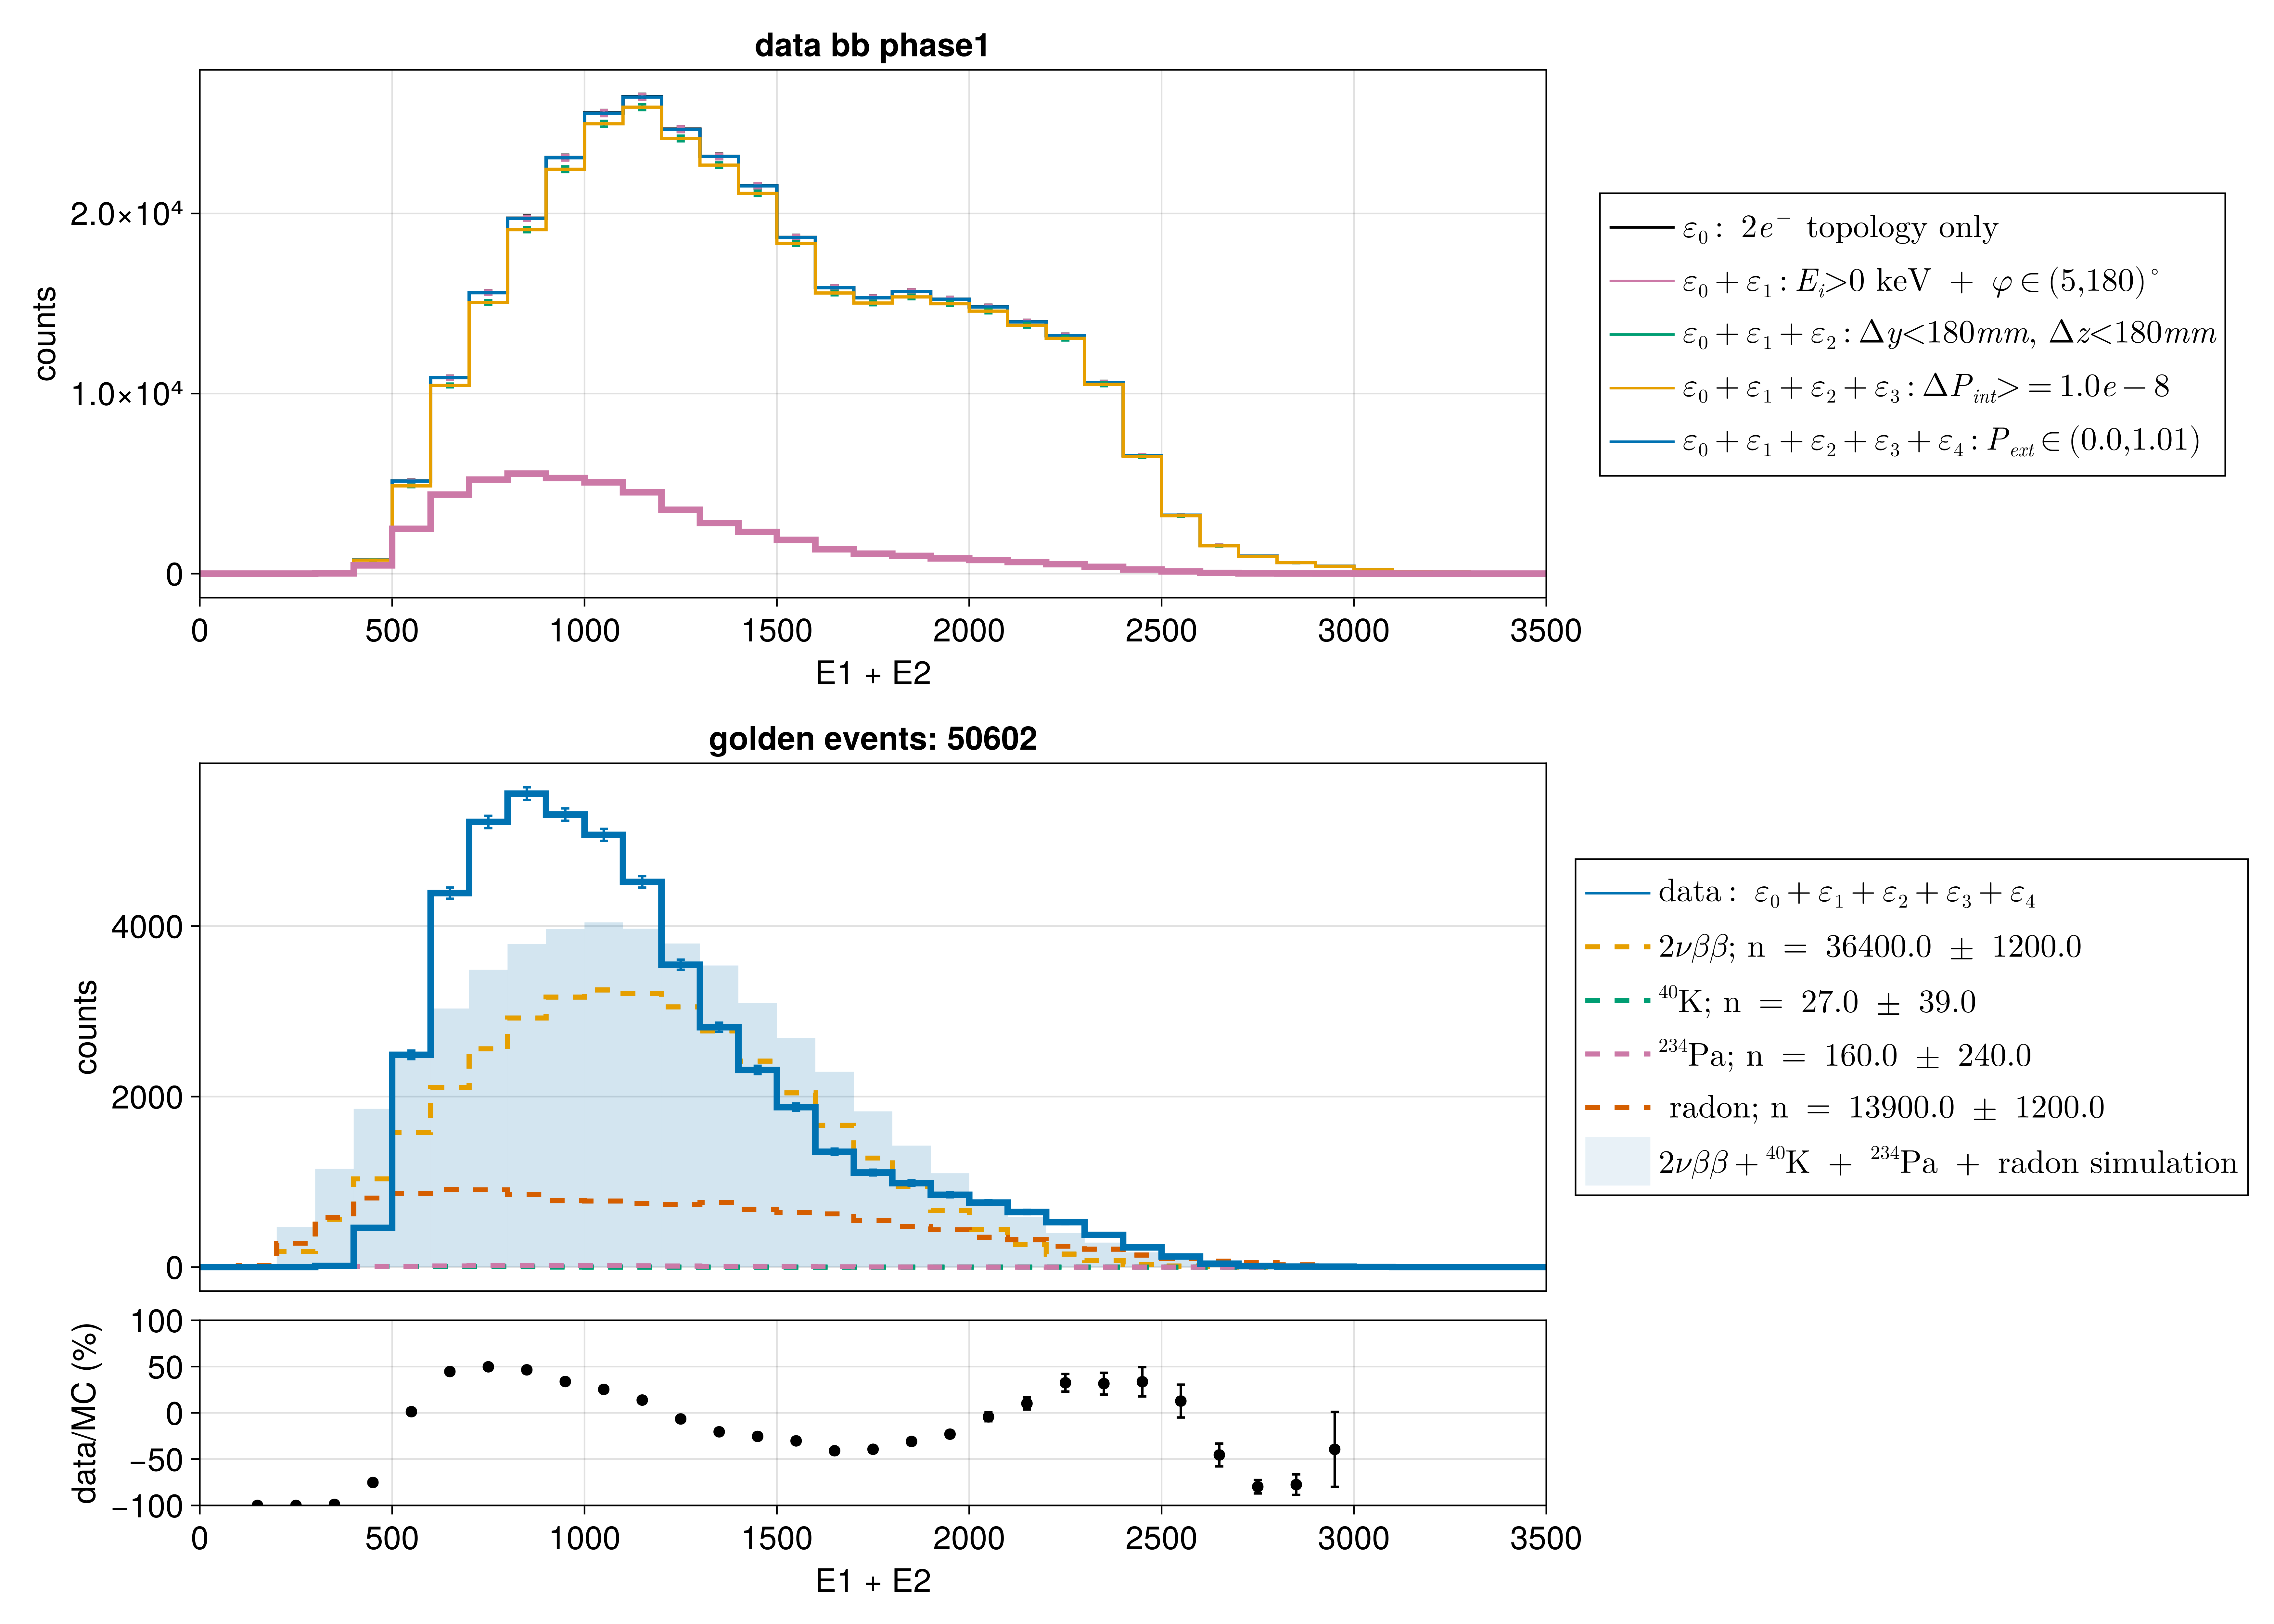 data bb phase1
counts
2.0×10⁴
1.0×10⁴
0
0 500 1000 1500 2000 2500 3000 3500
E1 + E2
ε₀ : 2e⁻ topology only
ε₀ + ε₁ : Eᵢ>0 keV + φ ∈ (5,180)°
ε₀ + ε₁ + ε₂ : Δy<180mm, Δz<180mm
ε₀ + ε₁ + ε₂ + ε₃ : ΔP_int> = 1.0e − 8
ε₀ + ε₁ + ε₂ + ε₃ + ε₄ : P_ext ∈ (0.0,1.01)
golden events: 50602
counts
4000
2000
0
data : ε₀ + ε₁ + ε₂ + ε₃ + ε₄
2νββ; n = 36400.0 ± 1200.0
⁴⁰K; n = 27.0 ± 39.0
²³⁴Pa; n = 160.0 ± 240.0
radon; n = 13900.0 ± 1200.0
2νββ + ⁴⁰K + ²³⁴Pa + radon simulation
data/MC (%)
100
50
0
−50
−100
0 500 1000 1500 2000 2500 3000 3500
E1 + E2